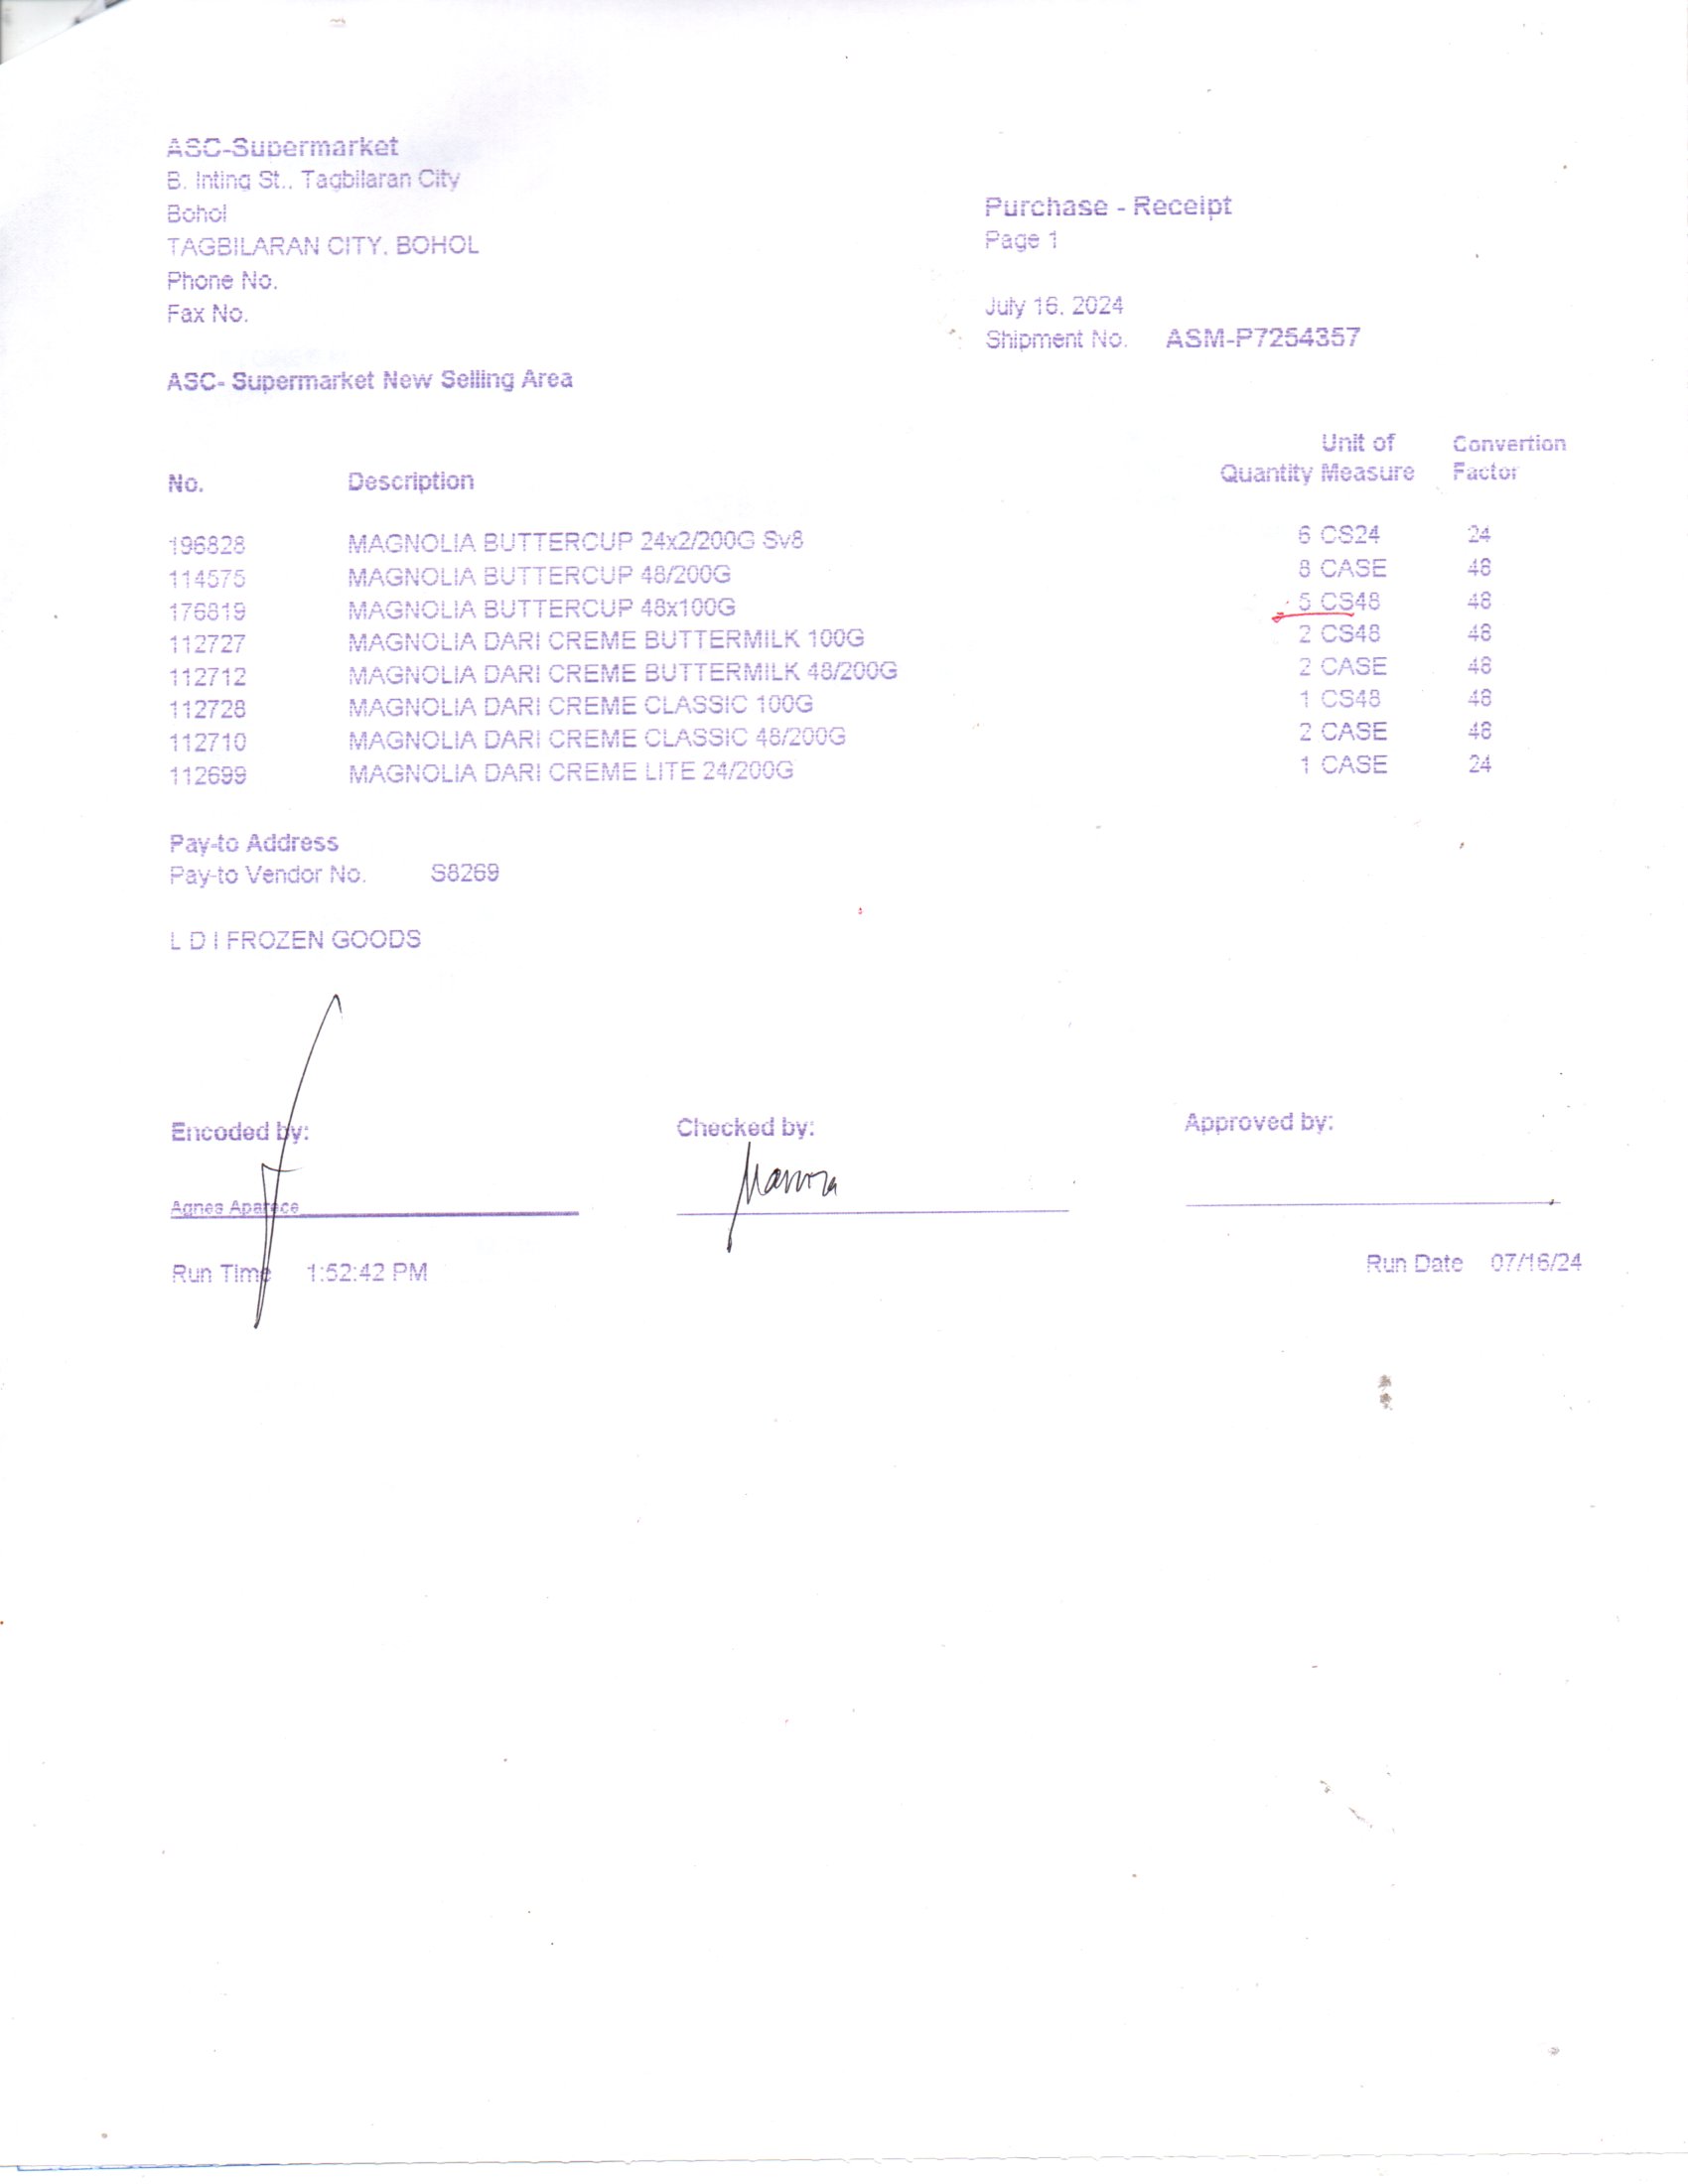 ASC-Supermarket
B. Inting St., Tagbilaran City
Bohol
TAGBILARAN CITY, BOHOL
Phone No.
Fax No.
Purchase - Receipt
Page 1
July 16, 2024
Shipment No. ASM-P7254357
ASC- Supermarket New Selling Area
No. Description Quantity Unit of Measure Convertion Factor
196828 MAGNOLIA BUTTERCUP 24x2/200G Sv8 6 CS24 24
114575 MAGNOLIA BUTTERCUP 48/200G 8 CASE 48
176819 MAGNOLIA BUTTERCUP 48x100G 5 CS48 48
112727 MAGNOLIA DARI CREME BUTTERMILK 100G 2 CS48 48
112712 MAGNOLIA DARI CREME BUTTERMILK 48/200G 2 CASE 48
112728 MAGNOLIA DARI CREME CLASSIC 100G 1 CS48 48
112710 MAGNOLIA DARI CREME CLASSIC 48/200G 2 CASE 48
112699 MAGNOLIA DARI CREME LITE 24/200G 1 CASE 24
Pay-to Address
Pay-to Vendor No. S8269
L D I FROZEN GOODS
Encoded by: Checked by: Approved by:
Agnes Aparece
Run Time 1:52:42 PM Run Date 07/16/24